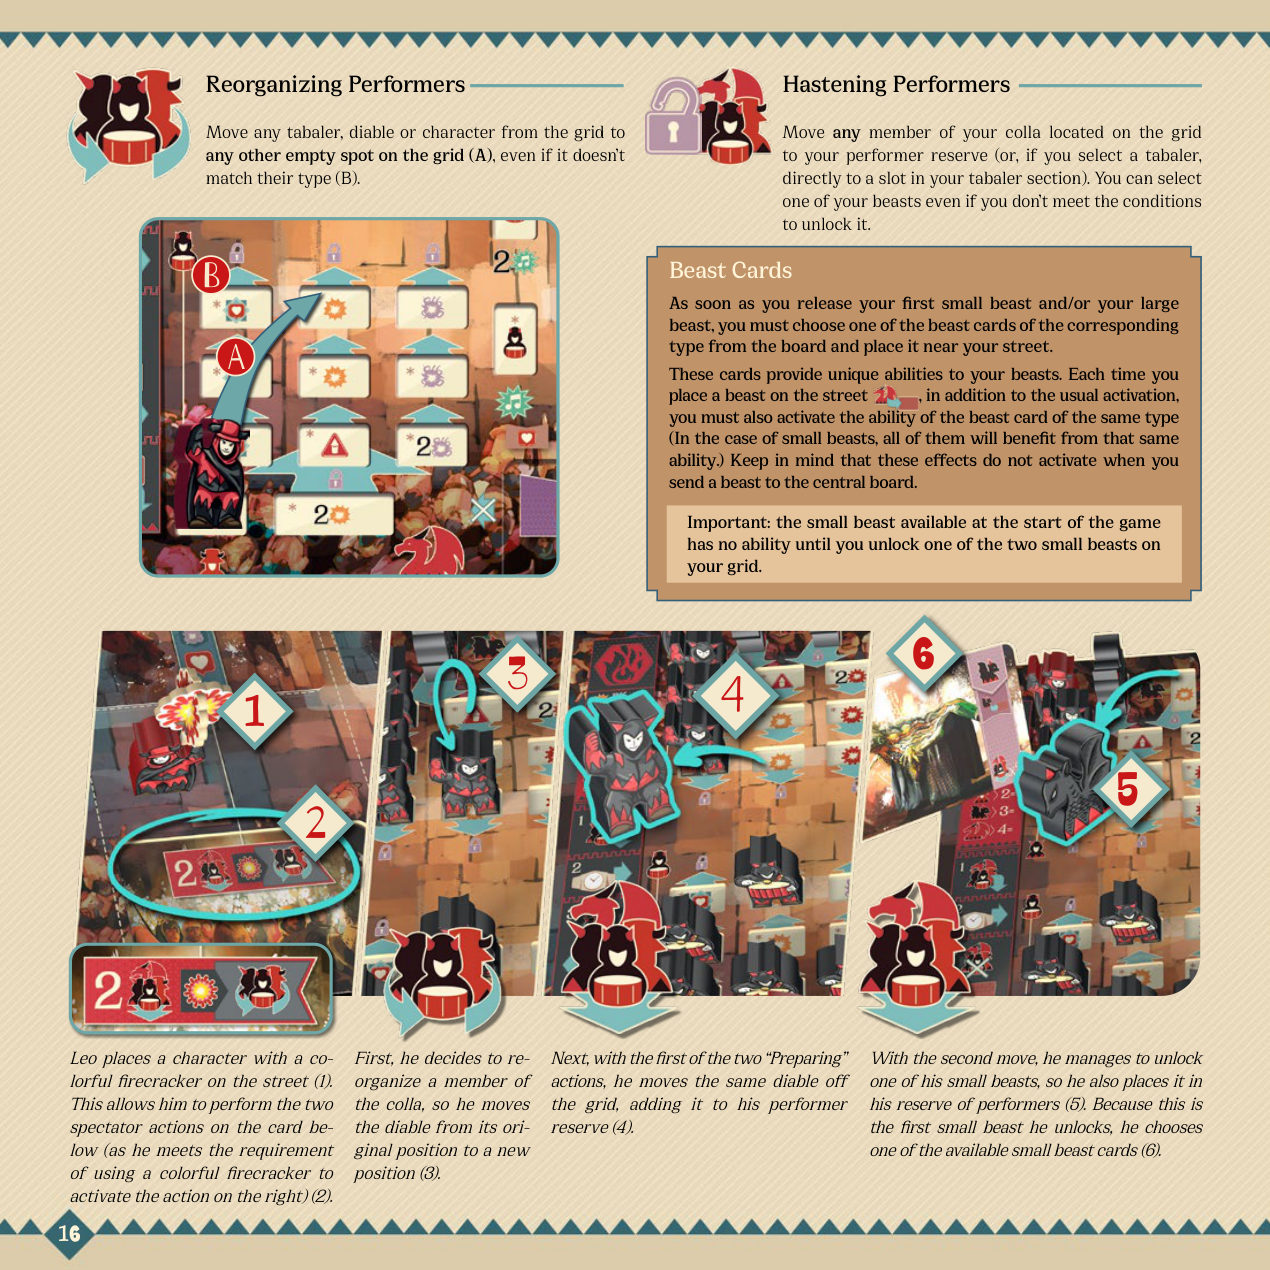 Reorganizing Performers
Move any tabaler, diable or character from the grid to
any other empty spot on the grid (A), even if it doesn't
match their type (B).
B
A
2
*
*
*
*
*
*
*
*
*2
2
Hastening Performers
Move any member of your colla located on the grid
to your performer reserve (or, if you select a tabaler,
directly to a slot in your tabaler section). You can select
one of your beasts even if you don't meet the conditions
to unlock it.
Beast Cards
As soon as you release your first small beast and/or your large
beast, you must choose one of the beast cards of the corresponding
type from the board and place it near your street.
These cards provide unique abilities to your beasts. Each time you
place a beast on the street , in addition to the usual activation,
you must also activate the ability of the beast card of the same type
(In the case of small beasts, all of them will benefit from that same
ability.) Keep in mind that these effects do not activate when you
send a beast to the central board.
Important: the small beast available at the start of the game
has no ability until you unlock one of the two small beasts on
your grid.
1
2
2
2
3
2
4
2
1
2
6
5
2
2=
3=
4=
1
Leo places a character with a co-
lorful firecracker on the street (1).
This allows him to perform the two
spectator actions on the card be-
low (as he meets the requirement
of using a colorful firecracker to
activate the action on the right) (2).
First, he decides to re-
organize a member of
the colla, so he moves
the diable from its ori-
ginal position to a new
position (3).
Next, with the first of the two “Preparing”
actions, he moves the same diable off
the grid, adding it to his performer
reserve (4).
With the second move, he manages to unlock
one of his small beasts, so he also places it in
his reserve of performers (5). Because this is
the first small beast he unlocks, he chooses
one of the available small beast cards (6).
16